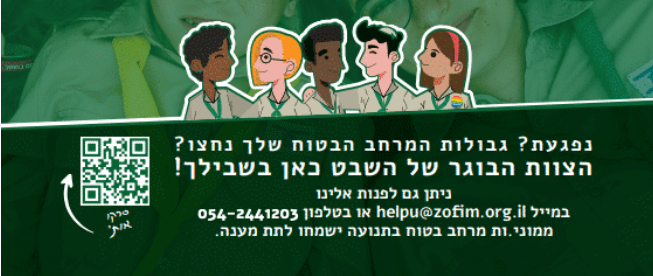 נפגעת? גבולות המרחב הבטוח שלך נחצו?
הצוות הבוגר של השבט כאן בשבילך!
ניתן גם לפנות אלינו
במייל helpu@zofim.org.il או בטלפון 054-2441203
ממוני.ות מרחב בטוח בתנועה ישמחו לתת מענה.
סרקו
אותי